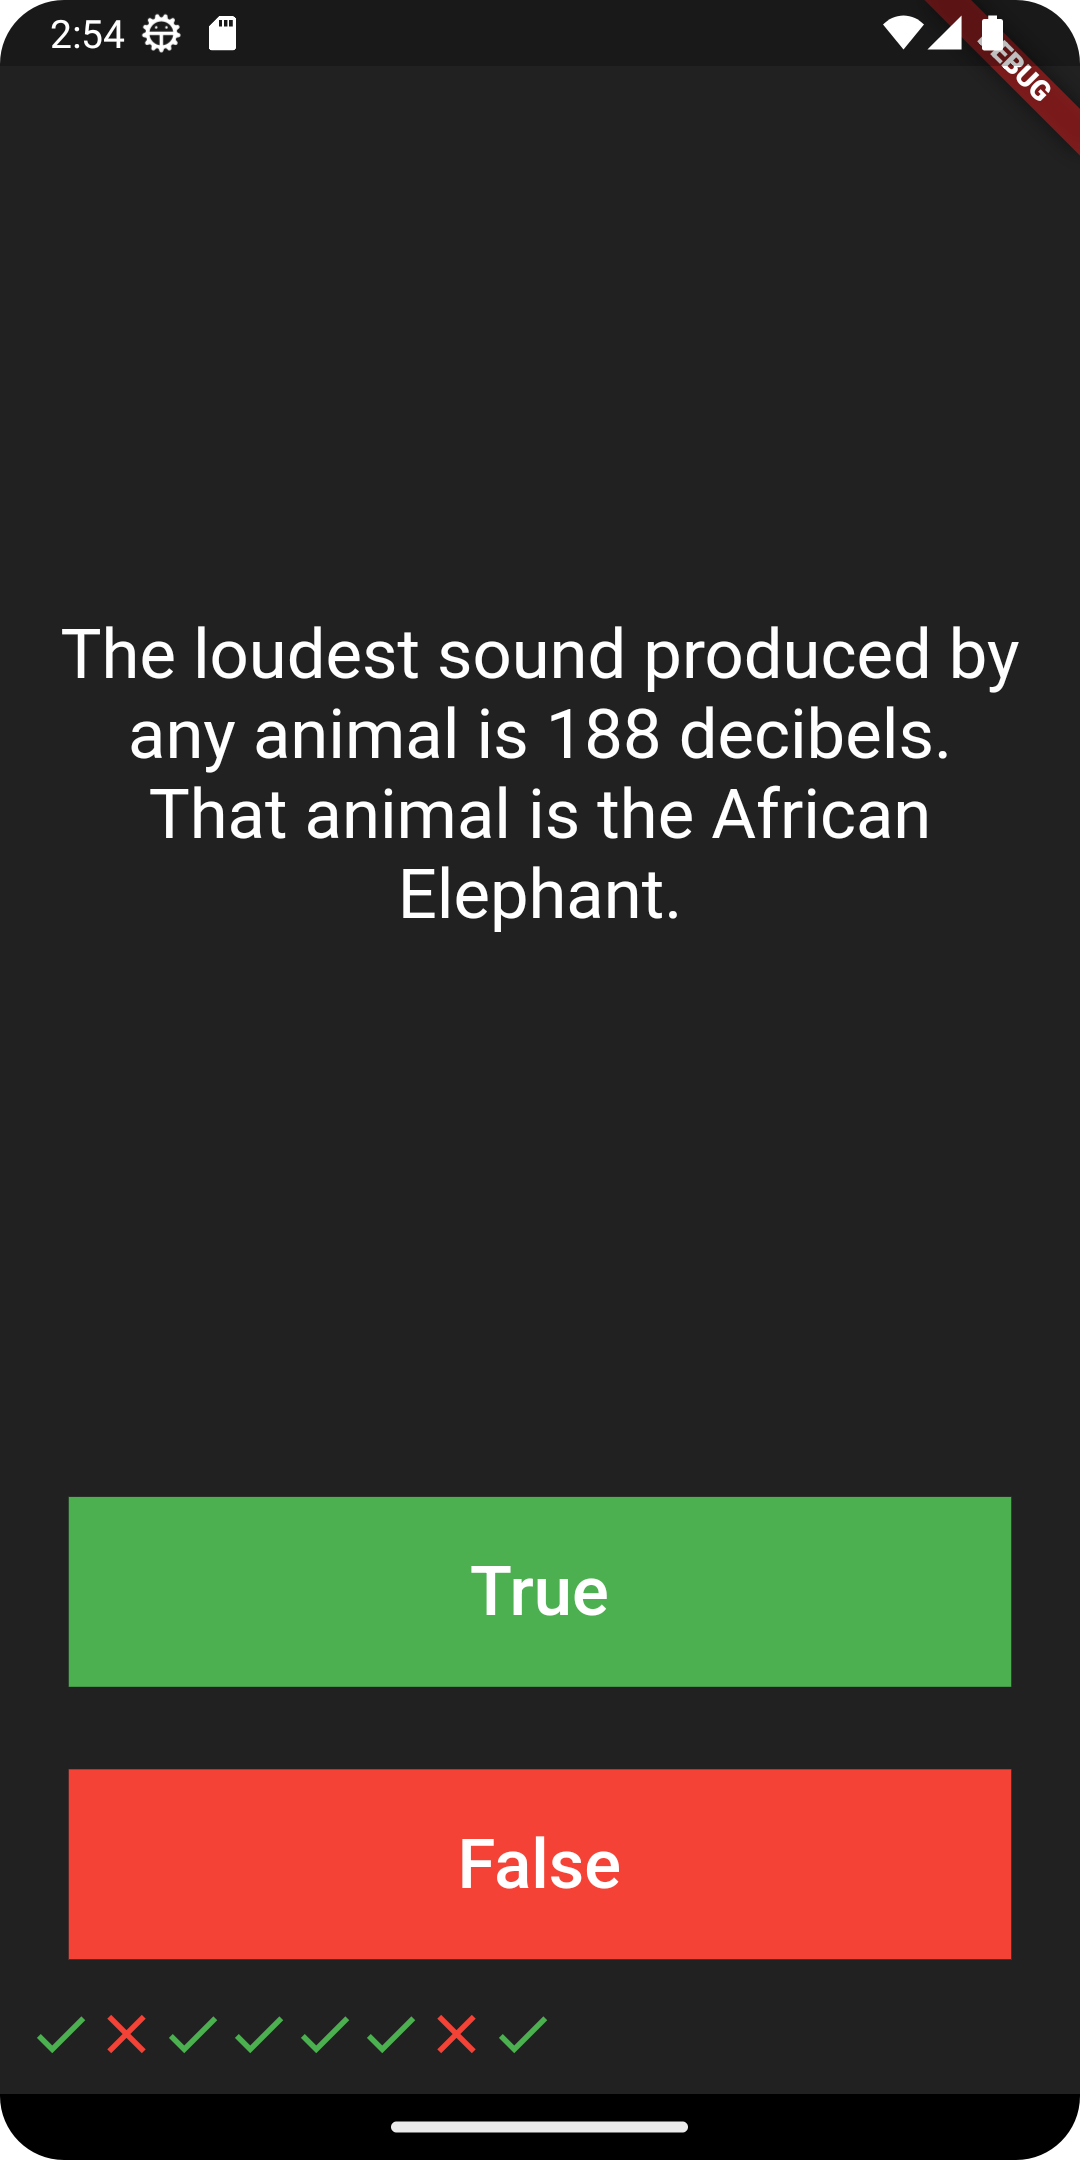 2:54
DEBUG
The loudest sound produced by
any animal is 188 decibels.
That animal is the African
Elephant.
True
False